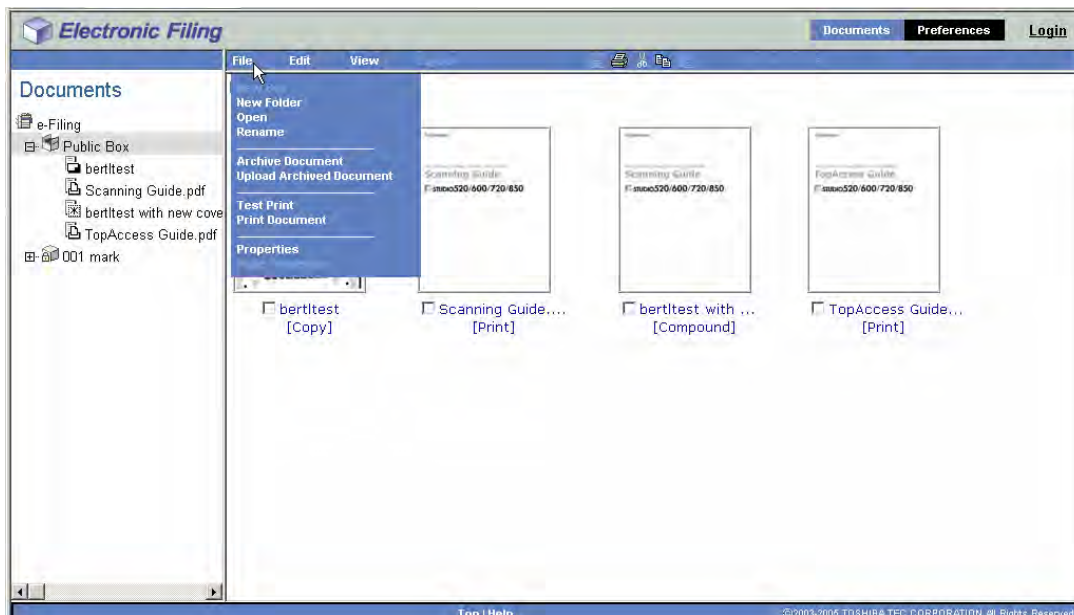 Electronic Filing
Documents Preferences Login
File Edit View
Documents
e-Filing
Public Box
bertltest
Scanning Guide.pdf
bertltest with new cove
TopAccess Guide.pdf
001 mark
New Folder
Open
Rename
Archive Document
Upload Archived Document
Test Print
Print Document
Properties
Scanning Guide
STUDIO520/600/720/850
Scanning Guide
STUDIO520/600/720/850
TopAccess Guide
STUDIO520/600/720/850
bertltest
[Copy]
Scanning Guide....
[Print]
bertltest with ...
[Compound]
TopAccess Guide...
[Print]
Top | Help
©2003-2005 TOSHIBA TEC CORPORATION All Rights Reserved